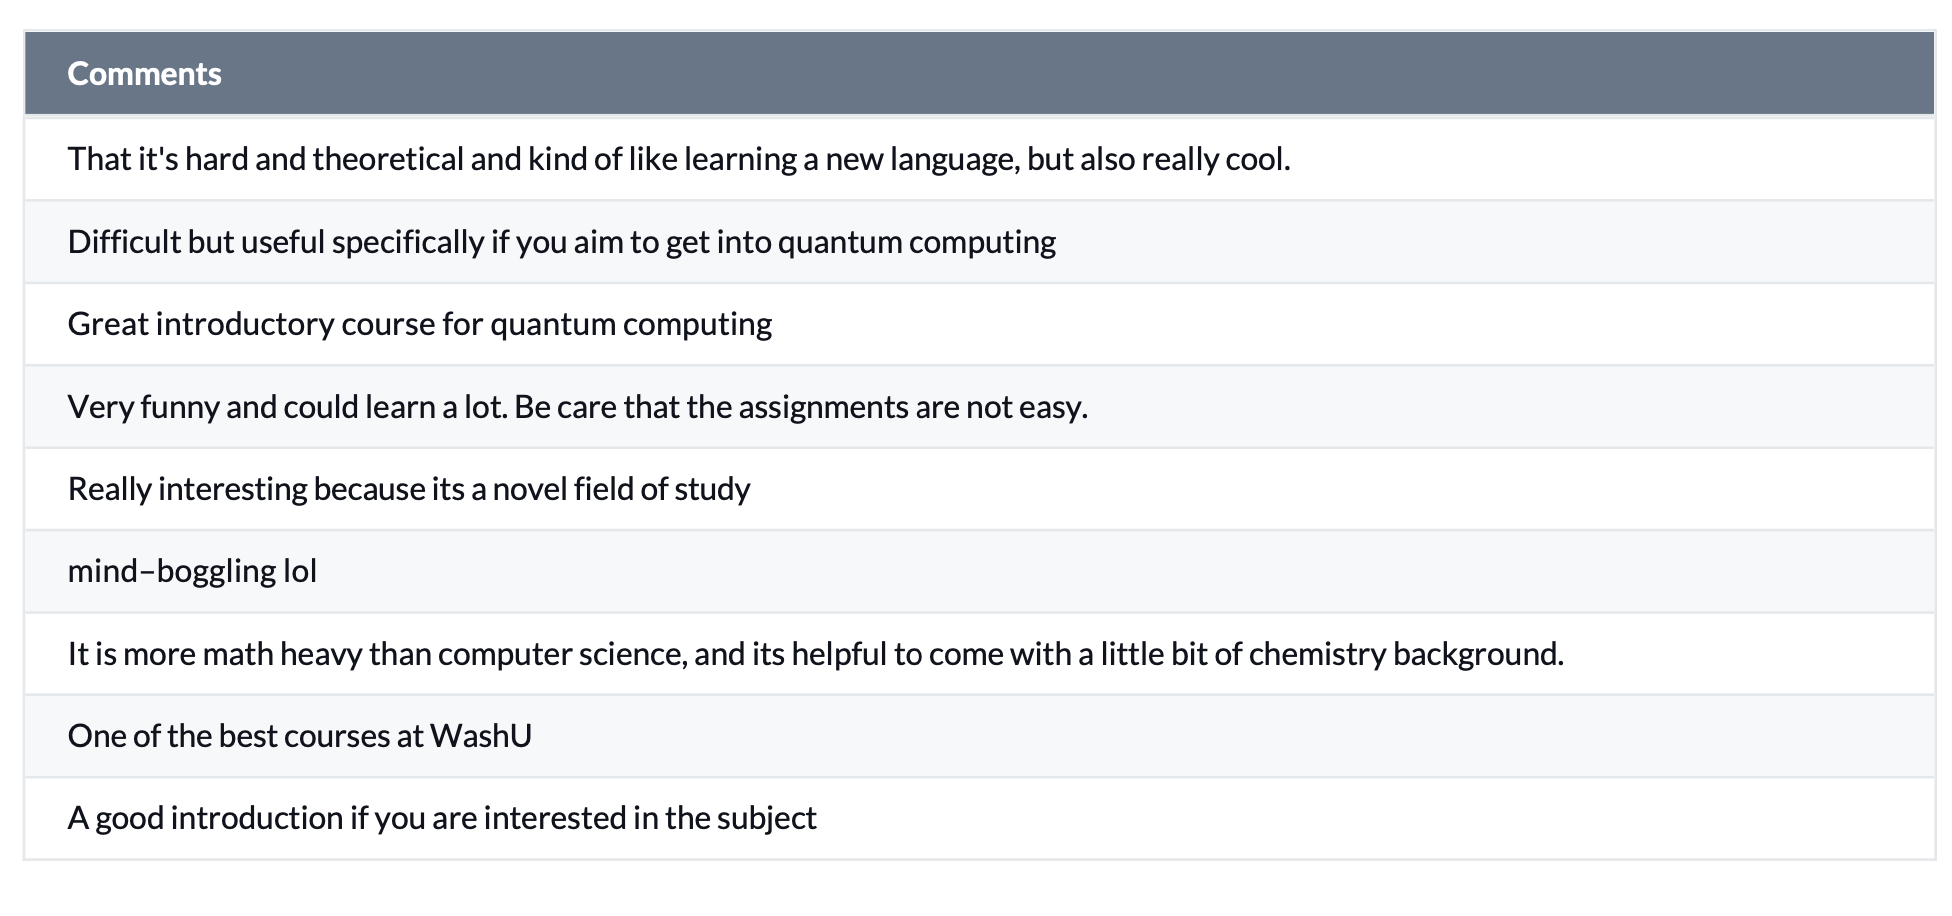 Comments
That it's hard and theoretical and kind of like learning a new language, but also really cool.
Difficult but useful specifically if you aim to get into quantum computing
Great introductory course for quantum computing
Very funny and could learn a lot. Be care that the assignments are not easy.
Really interesting because its a novel field of study
mind–boggling lol
It is more math heavy than computer science, and its helpful to come with a little bit of chemistry background.
One of the best courses at WashU
A good introduction if you are interested in the subject